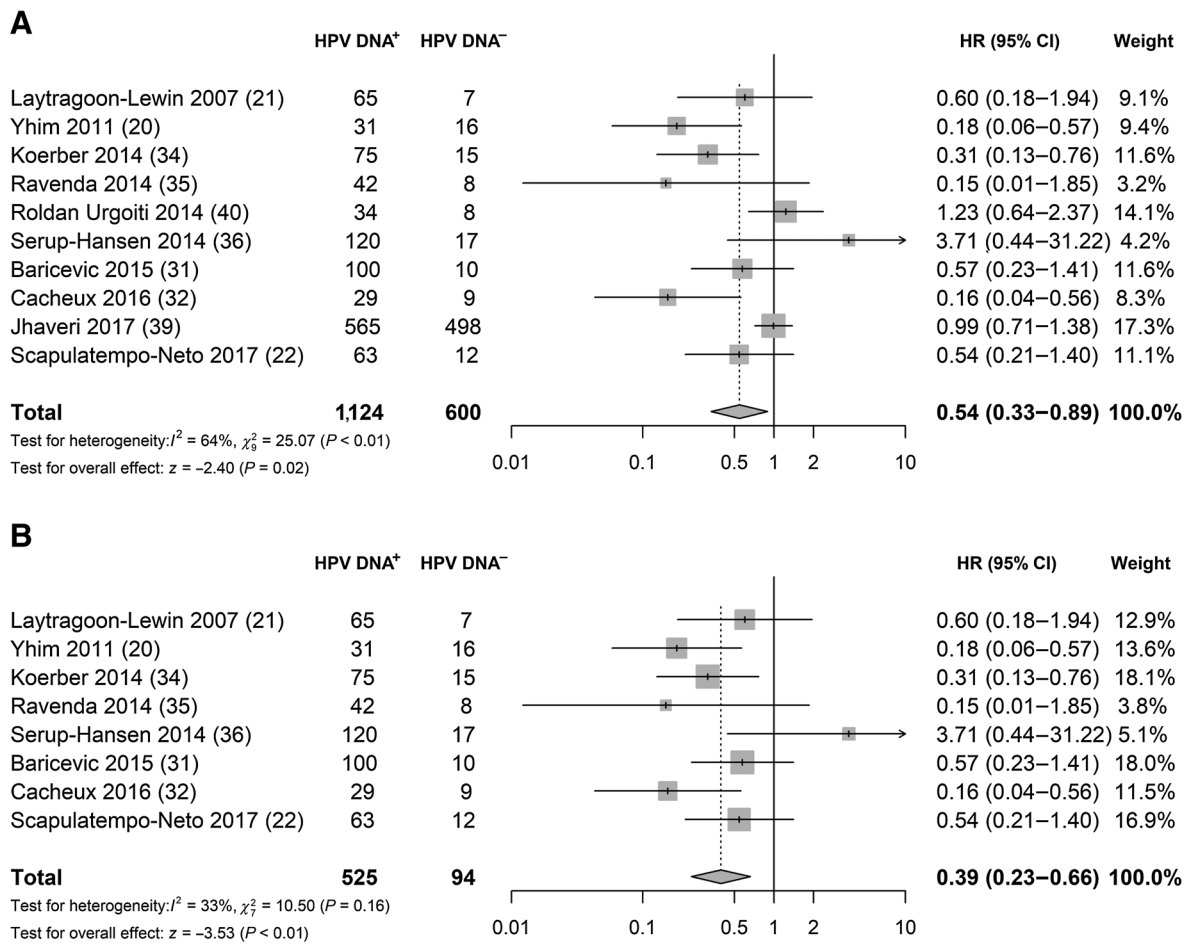 A
HPV DNA⁺ HPV DNA⁻ HR (95% CI) Weight
Laytragoon-Lewin 2007 (21) 65 7 0.60 (0.18–1.94) 9.1%
Yhim 2011 (20) 31 16 0.18 (0.06–0.57) 9.4%
Koerber 2014 (34) 75 15 0.31 (0.13–0.76) 11.6%
Ravenda 2014 (35) 42 8 0.15 (0.01–1.85) 3.2%
Roldan Urgoiti 2014 (40) 34 8 1.23 (0.64–2.37) 14.1%
Serup-Hansen 2014 (36) 120 17 3.71 (0.44–31.22) 4.2%
Baricevic 2015 (31) 100 10 0.57 (0.23–1.41) 11.6%
Cacheux 2016 (32) 29 9 0.16 (0.04–0.56) 8.3%
Jhaveri 2017 (39) 565 498 0.99 (0.71–1.38) 17.3%
Scapulatempo-Neto 2017 (22) 63 12 0.54 (0.21–1.40) 11.1%
Total 1,124 600 0.54 (0.33–0.89) 100.0%
Test for heterogeneity:I² = 64%, χ²₉ = 25.07 (P < 0.01)
Test for overall effect: z = –2.40 (P = 0.02)
0.01 0.1 0.5 1 2 10
B
HPV DNA⁺ HPV DNA⁻ HR (95% CI) Weight
Laytragoon-Lewin 2007 (21) 65 7 0.60 (0.18–1.94) 12.9%
Yhim 2011 (20) 31 16 0.18 (0.06–0.57) 13.6%
Koerber 2014 (34) 75 15 0.31 (0.13–0.76) 18.1%
Ravenda 2014 (35) 42 8 0.15 (0.01–1.85) 3.8%
Serup-Hansen 2014 (36) 120 17 3.71 (0.44–31.22) 5.1%
Baricevic 2015 (31) 100 10 0.57 (0.23–1.41) 18.0%
Cacheux 2016 (32) 29 9 0.16 (0.04–0.56) 11.5%
Scapulatempo-Neto 2017 (22) 63 12 0.54 (0.21–1.40) 16.9%
Total 525 94 0.39 (0.23–0.66) 100.0%
Test for heterogeneity:I² = 33%, χ²₇ = 10.50 (P = 0.16)
Test for overall effect: z = –3.53 (P < 0.01)
0.01 0.1 0.5 1 2 10